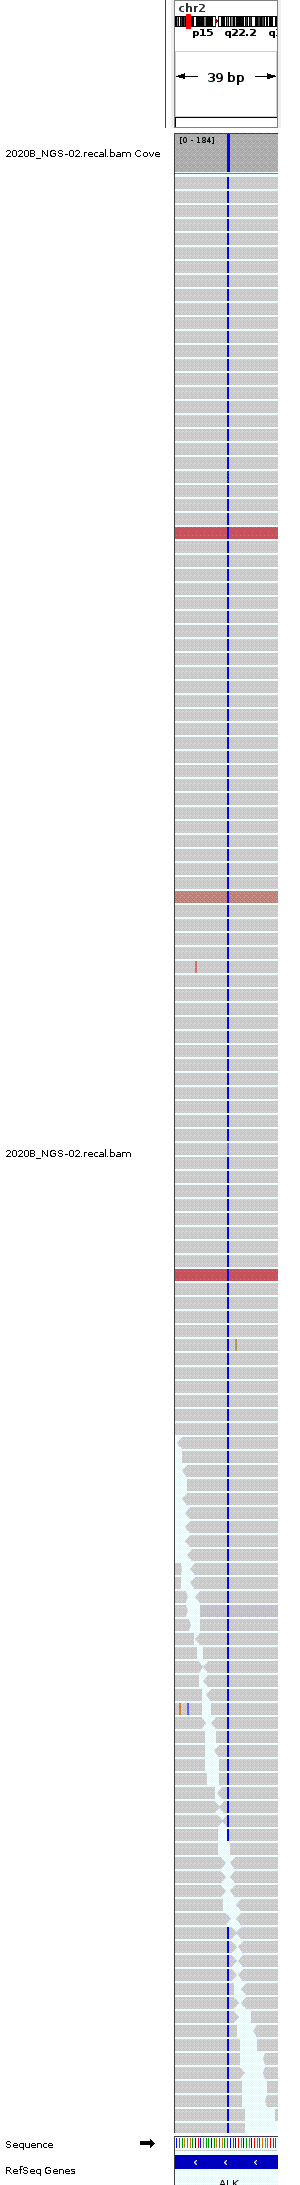 chr2
p15 q22.2 q
39 bp
[0 - 184]
2020B_NGS-02.recal.bam Cove
2020B_NGS-02.recal.bam
Sequence
RefSeq Genes
ALK